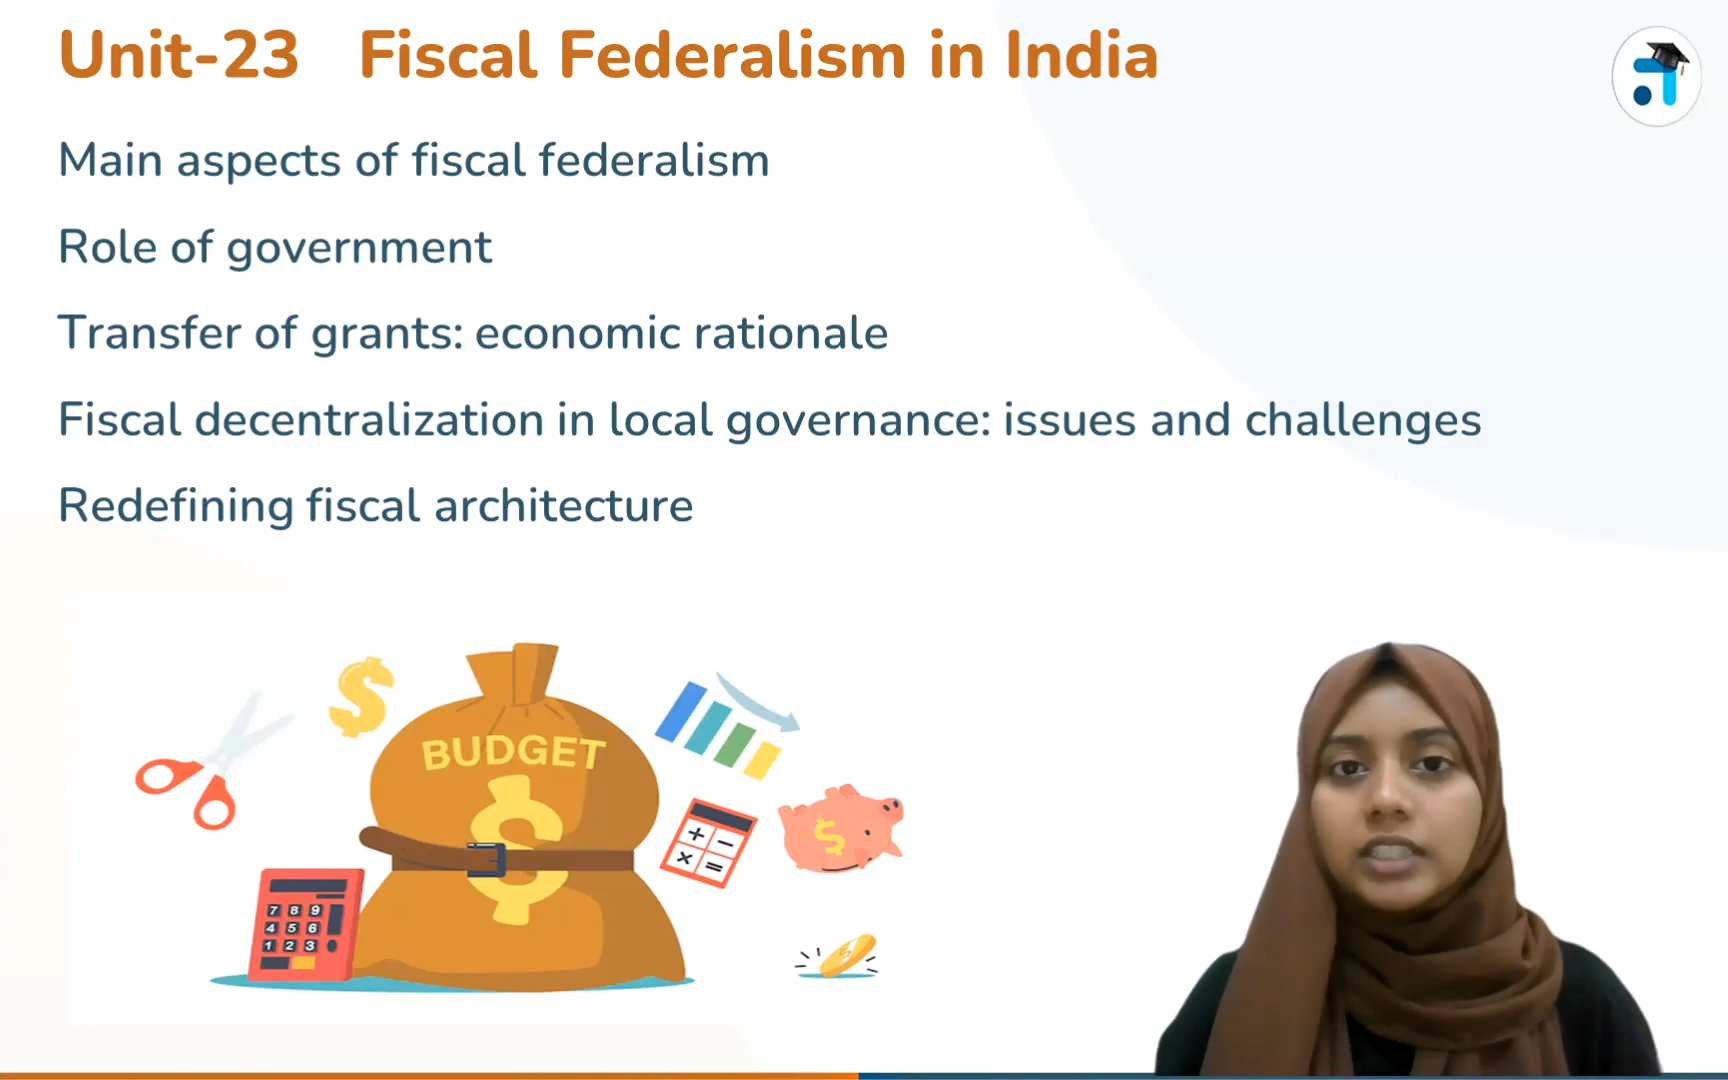 Unit-23 Fiscal Federalism in India
Main aspects of fiscal federalism
Role of government
Transfer of grants: economic rationale
Fiscal decentralization in local governance: issues and challenges
Redefining fiscal architecture
$
BUDGET
$
+ −
× =
$
7 8 9
4 5 6
1 2 3
$